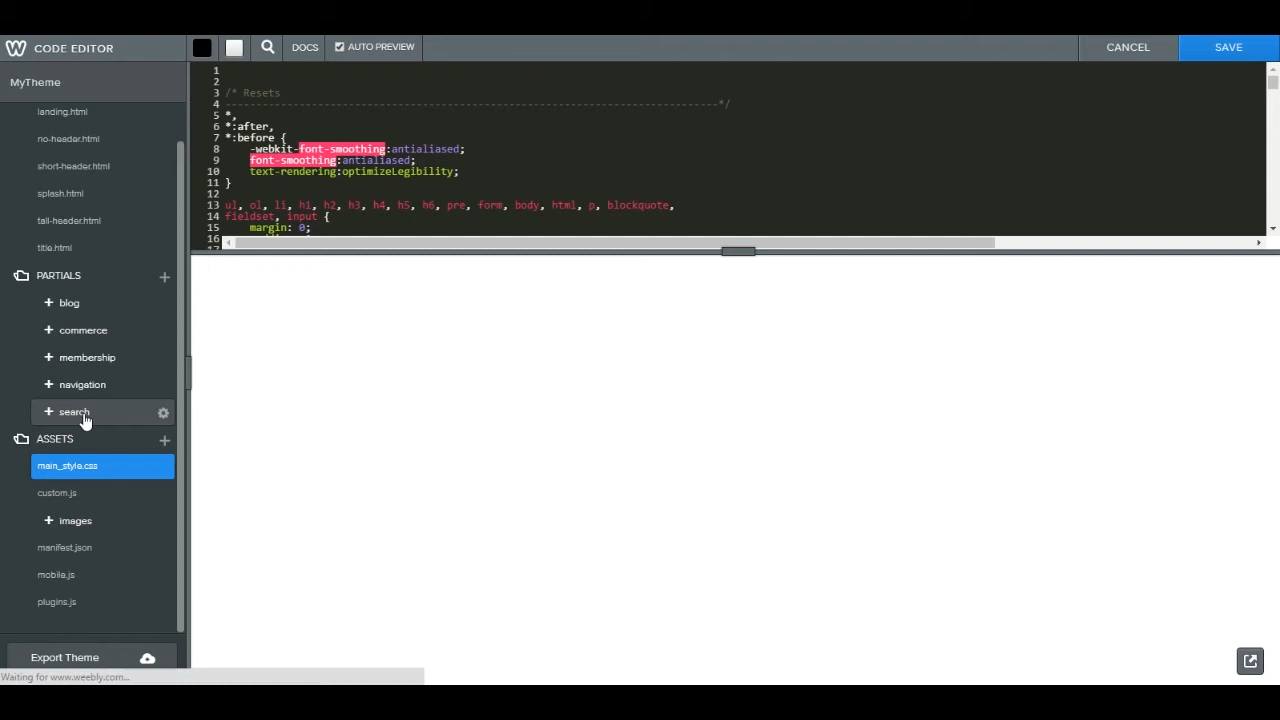 CODE EDITOR
DOCS
AUTO PREVIEW
CANCEL
SAVE
MyTheme
landing.html
no-header.html
short-header.html
splash.html
tall-header.html
title.html
PARTIALS
+ blog
+ commerce
+ membership
+ navigation
+ search
ASSETS
main_style.css
custom.js
+ images
manifest.json
mobile.js
plugins.js
Export Theme
Waiting for www.weebly.com...
1
2
3 /* Resets
4 -------------------------------------------------------------------------------*/
5 *,
6 *:after,
7 *:before {
8 -webkit-font-smoothing:antialiased;
9 font-smoothing:antialiased;
10 text-rendering:optimizeLegibility;
11 }
12
13 ul, ol, li, h1, h2, h3, h4, h5, h6, pre, form, body, html, p, blockquote,
14 fieldset, input {
15 margin: 0;
16